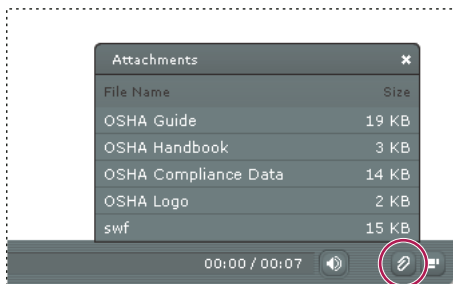 Attachments
File Name Size
OSHA Guide 19 KB
OSHA Handbook 3 KB
OSHA Compliance Data 14 KB
OSHA Logo 2 KB
swf 15 KB
00:00 / 00:07